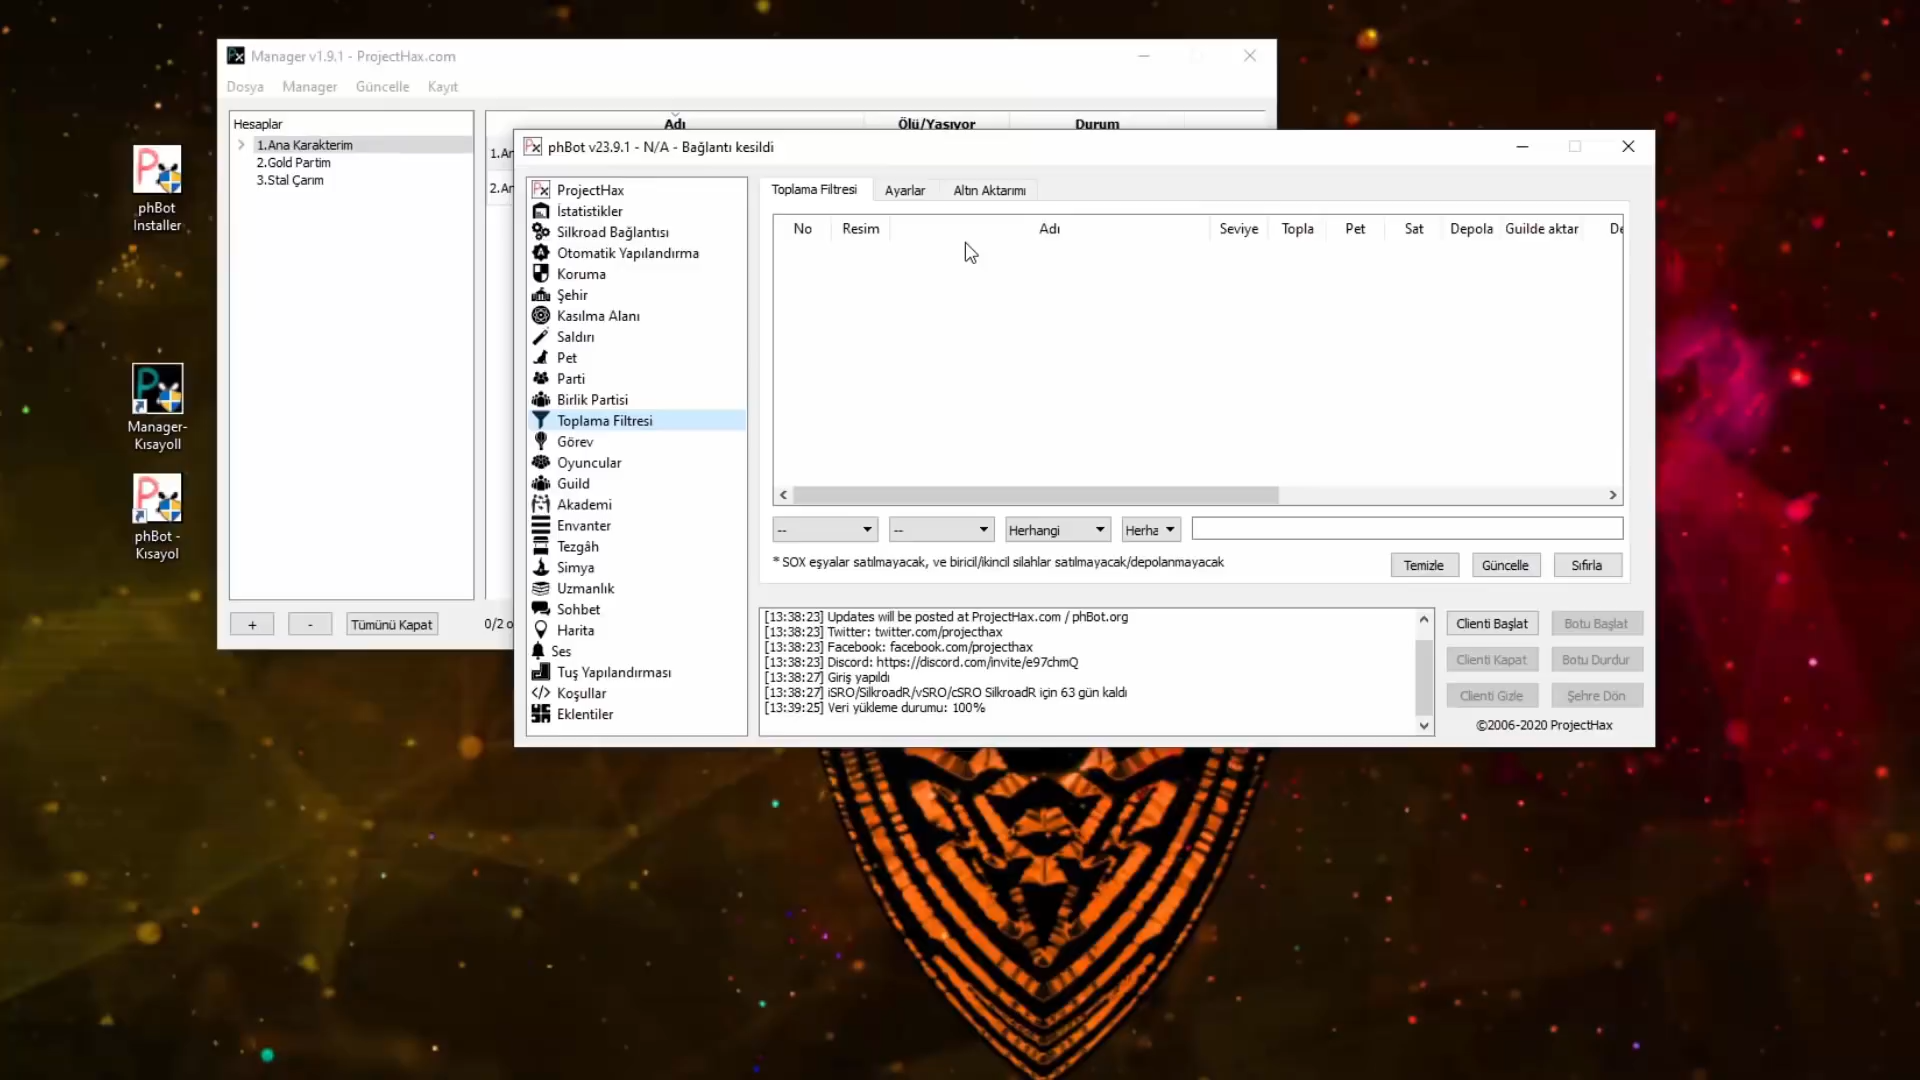 phBot
Installer
Manager-
Kısayoll
phBot -
Kısayol
Manager v1.9.1 - ProjectHax.com
Dosya Manager Güncelle Kayıt
Hesaplar
1.Ana Karakterim
2.Gold Partim
3.Stal Çarım
+ - Tümünü Kapat 0/2 o
Adı Ölü/Yaşıyor Durum
1.Ar
2.Ar
phBot v23.9.1 - N/A - Bağlantı kesildi
ProjectHax
İstatistikler
Silkroad Bağlantısı
Otomatik Yapılandırma
Koruma
Şehir
Kasılma Alanı
Saldırı
Pet
Parti
Birlik Partisi
Toplama Filtresi
Görev
Oyuncular
Guild
Akademi
Envanter
Tezgâh
Simya
Uzmanlık
Sohbet
Harita
Ses
Tuş Yapılandırması
Koşullar
Eklentiler
Toplama Filtresi Ayarlar Altın Aktarımı
No Resim Adı Seviye Topla Pet Sat Depola Guilde aktar De
-- -- Herhangi Herha
* SOX eşyalar satılmayacak, ve biricil/ikincil silahlar satılmayacak/depolanmayacak
Temizle Güncelle Sıfırla
[13:38:23] Updates will be posted at ProjectHax.com / phBot.org
[13:38:23] Twitter: twitter.com/projecthax
[13:38:23] Facebook: facebook.com/projecthax
[13:38:23] Discord: https://discord.com/invite/e97chmQ
[13:38:27] Giriş yapıldı
[13:38:27] iSRO/SilkroadR/vSRO/cSRO SilkroadR için 63 gün kaldı
[13:39:25] Veri yükleme durumu: 100%
Clienti Başlat Botu Başlat
Clienti Kapat Botu Durdur
Clienti Gizle Şehre Dön
©2006-2020 ProjectHax